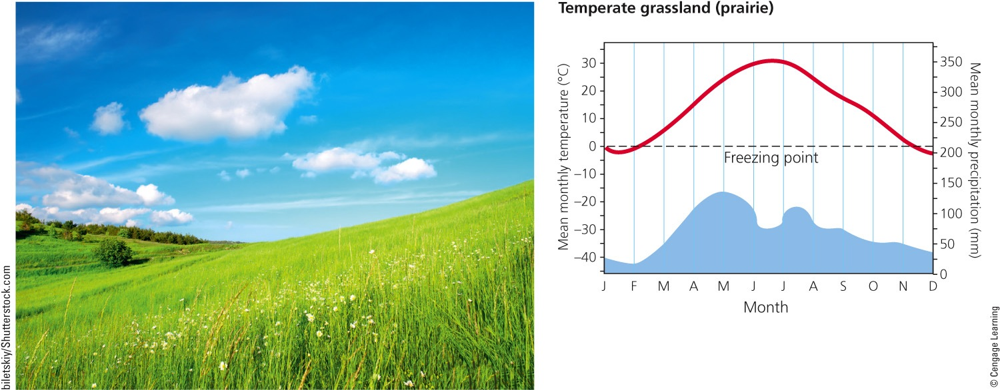 biletskiy/Shutterstock.com
Temperate grassland (prairie)
Mean monthly temperature (°C)
30
20
10
0
–10
–20
–30
–40
Freezing point
350
300
250
200
150
100
50
0
Mean monthly precipitation (mm)
J F M A M J J A S O N D
Month
© Cengage Learning